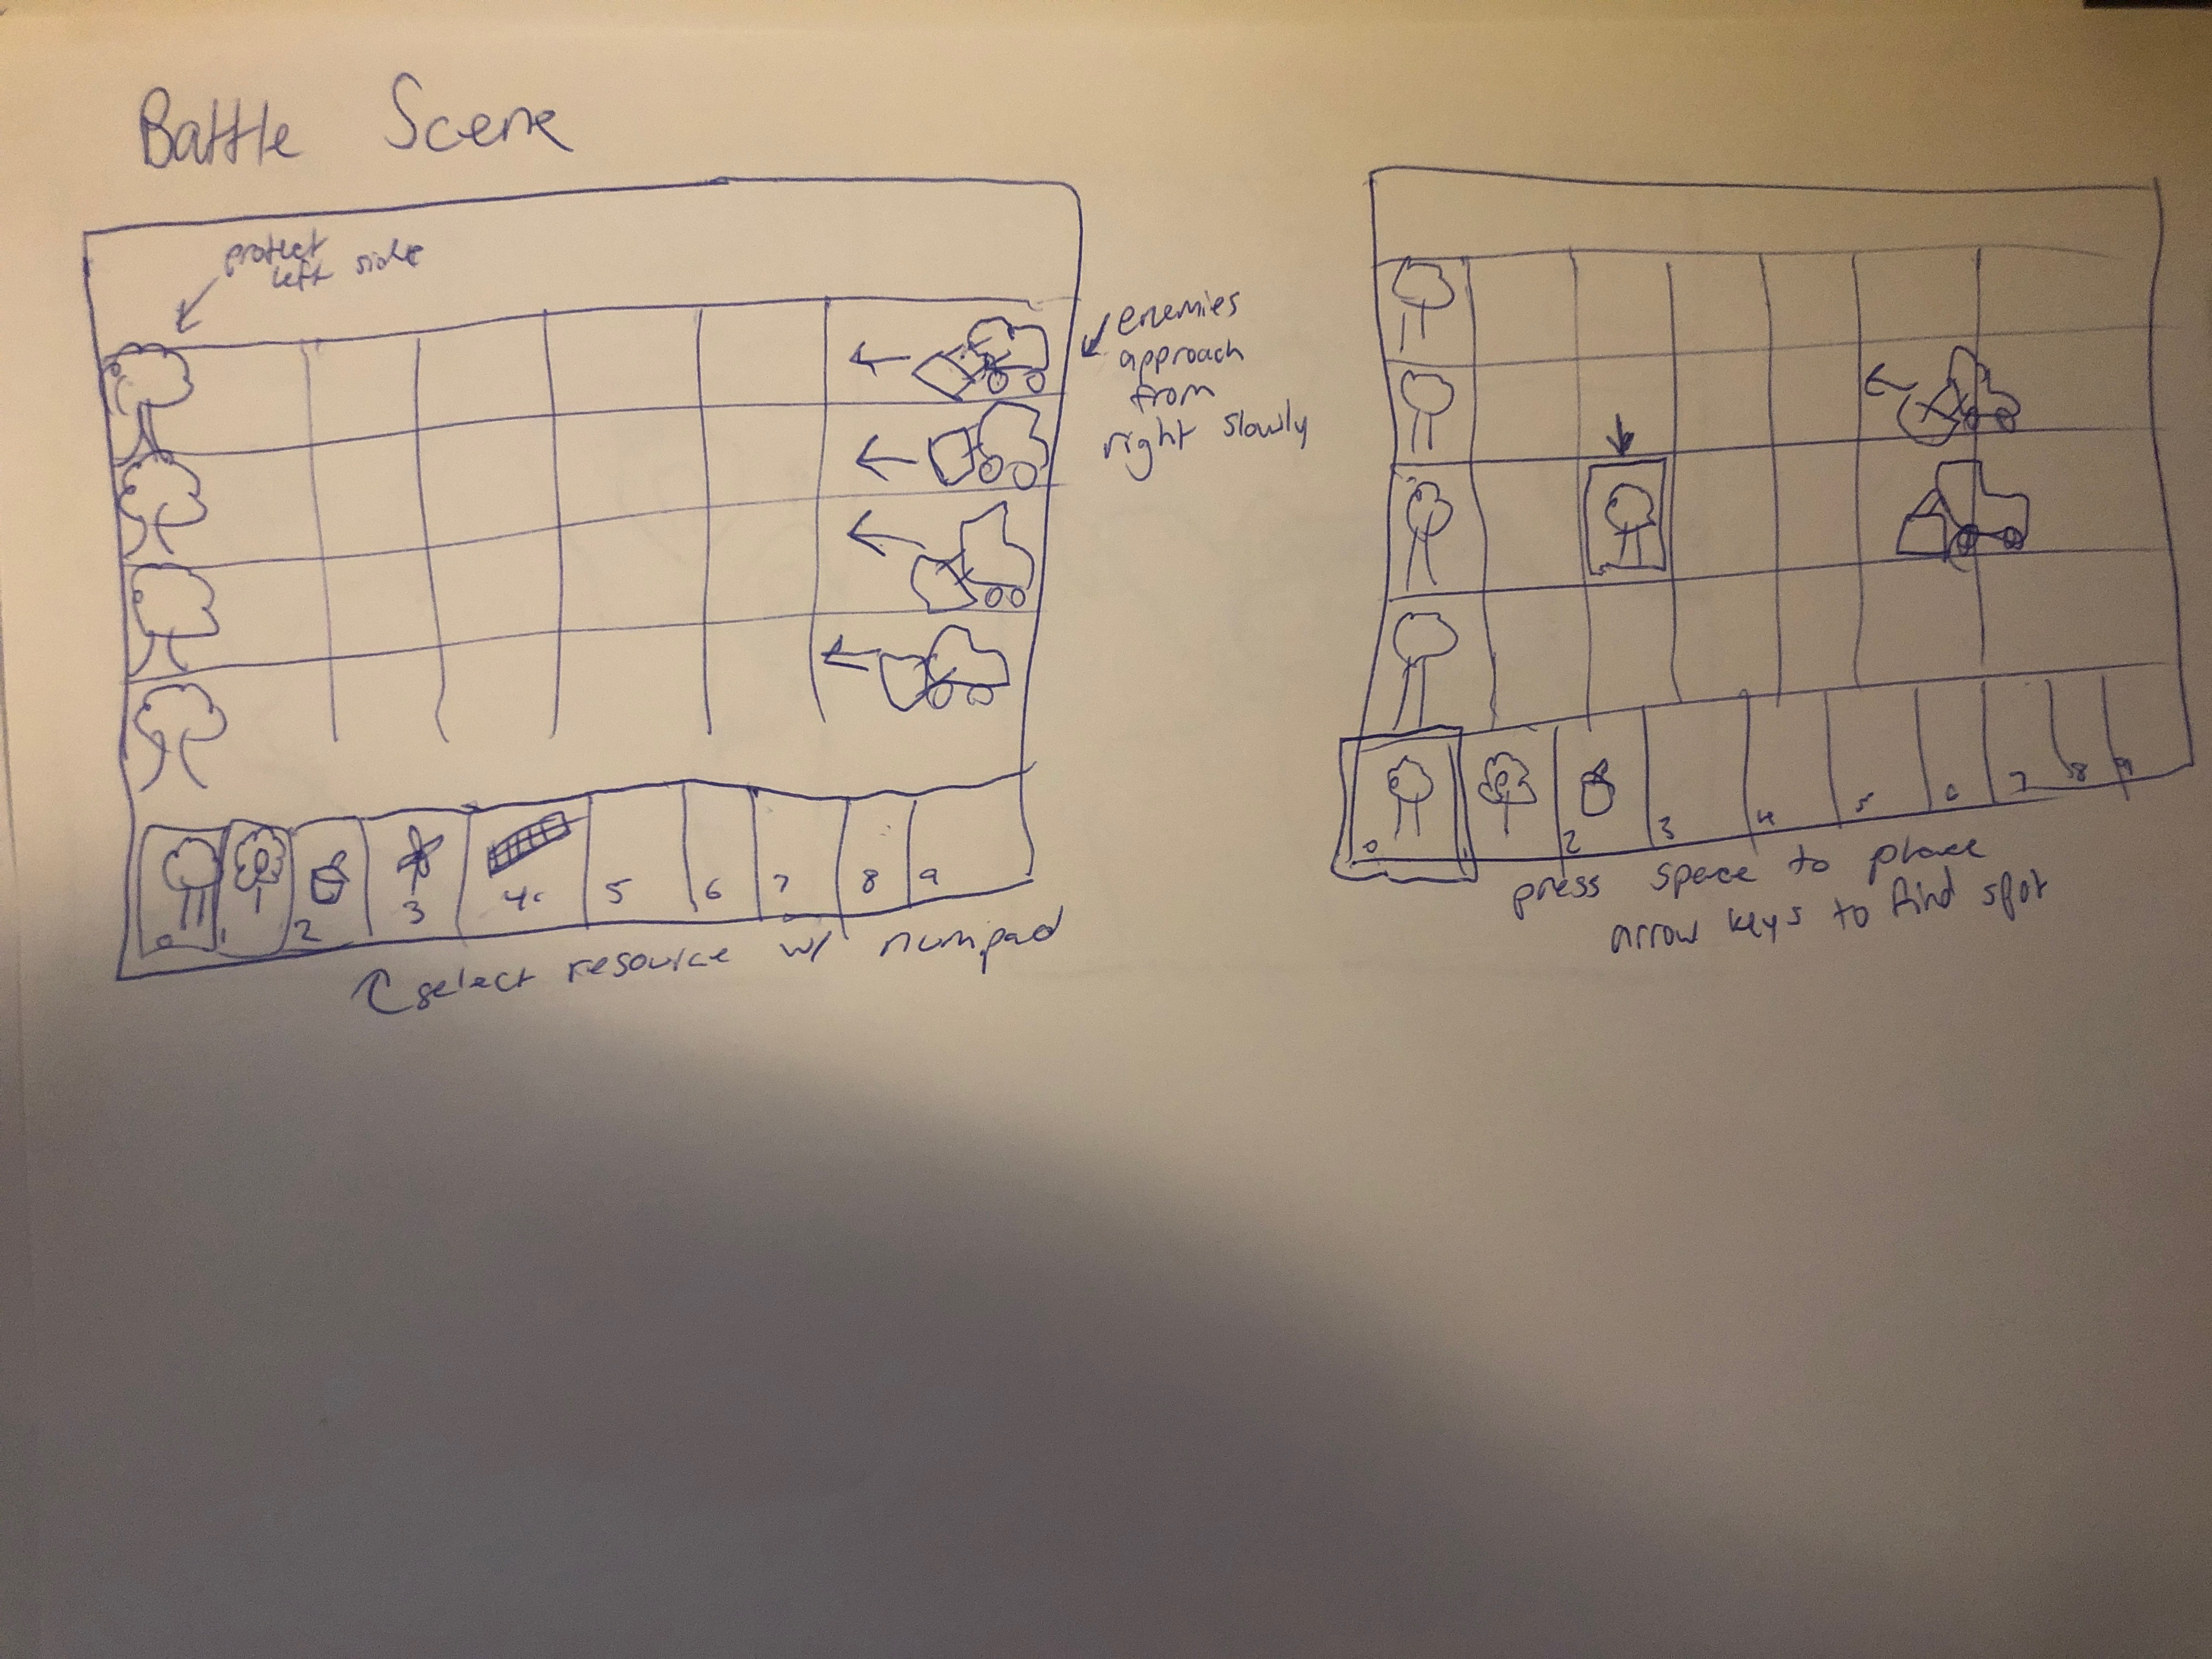 Battle Scene
protect
left side
enemies
approach
from
right slowly
0 1 2 3 4 5 6 7 8 9
select resource w/ numpad
0 2 3 4 5 6 7 8 9
press space to place
arrow keys to find spot